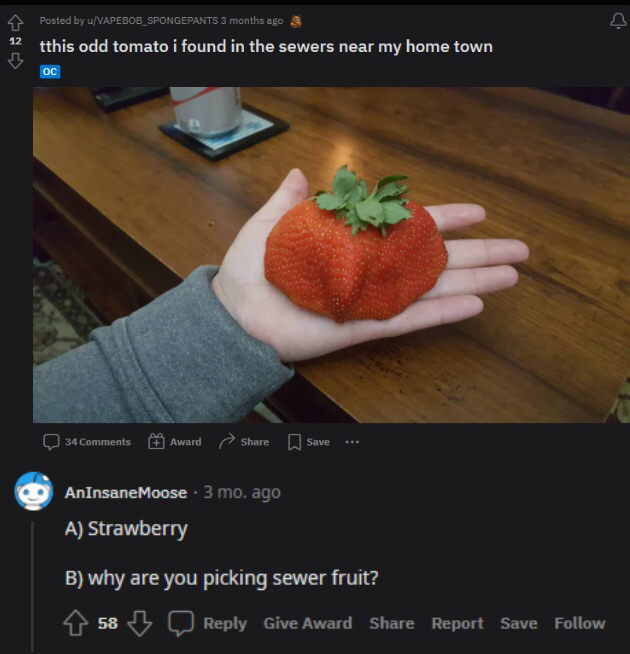 Posted by u/VAPEBOB_SPONGEPANTS 3 months ago
12
tthis odd tomato i found in the sewers near my home town
OC
34 Comments Award Share Save
AnInsaneMoose · 3 mo. ago
A) Strawberry
B) why are you picking sewer fruit?
58 Reply Give Award Share Report Save Follow